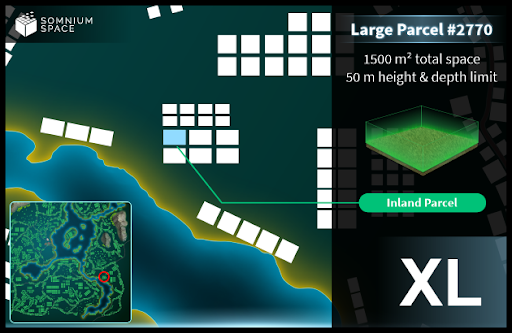 SOMNIUM
SPACE
Large Parcel #2770
1500 m² total space
50 m height & depth limit
Inland Parcel
XL